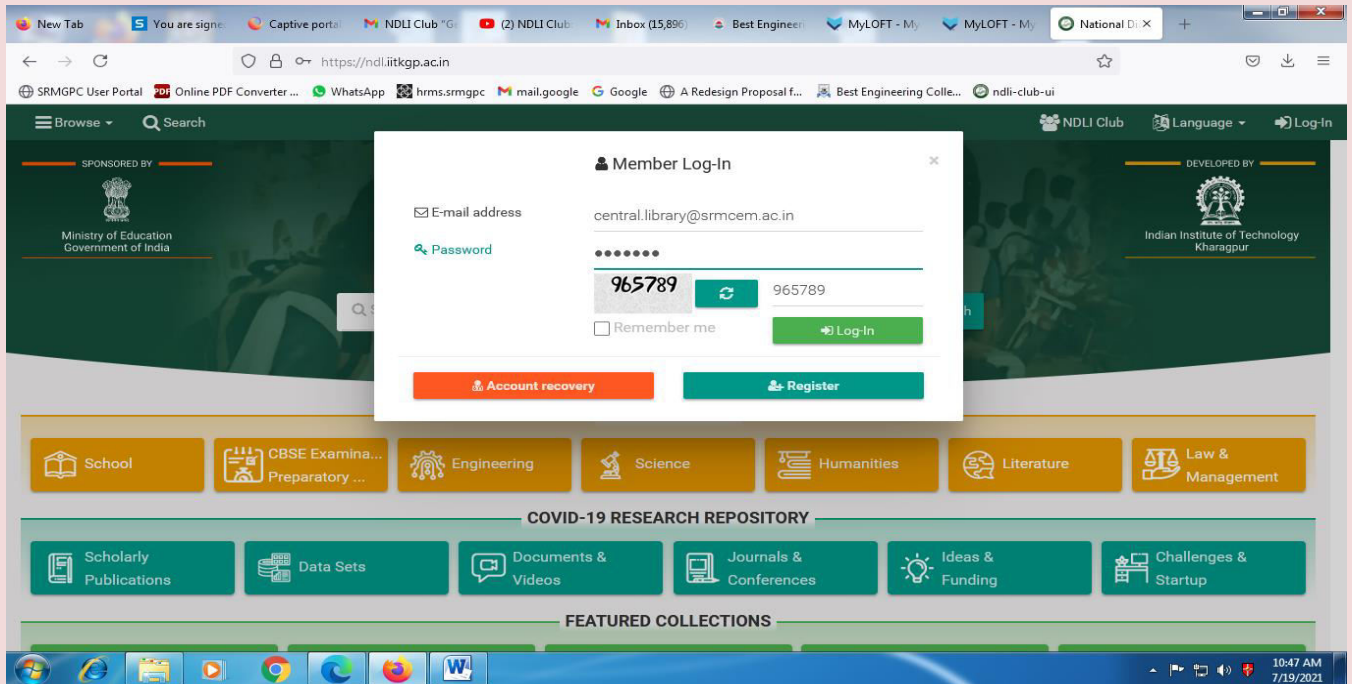 New Tab
You are signe
Captive portal
NDLI Club "Ge
(2) NDLI Club
Inbox (15,896)
Best Engineeri
MyLOFT - My
MyLOFT - My
National Di
https://ndl.iitkgp.ac.in
SRMGPC User Portal
Online PDF Converter ...
WhatsApp
hrms.srmgpc
mail.google
Google
A Redesign Proposal f...
Best Engineering Colle...
ndli-club-ui
Browse
Search
NDLI Club
Language
Log-In
SPONSORED BY
Ministry of Education
Government of India
DEVELOPED BY
Indian Institute of Technology
Kharagpur
Member Log-In
E-mail address
central.library@srmcem.ac.in
Password
965789
965789
Remember me
Log-In
Account recovery
Register
School
CBSE Examina...
Preparatory ...
Engineering
Science
Humanities
Literature
Law &
Management
COVID-19 RESEARCH REPOSITORY
Scholarly
Publications
Data Sets
Documents &
Videos
Journals &
Conferences
Ideas &
Funding
Challenges &
Startup
FEATURED COLLECTIONS
10:47 AM
7/19/2021